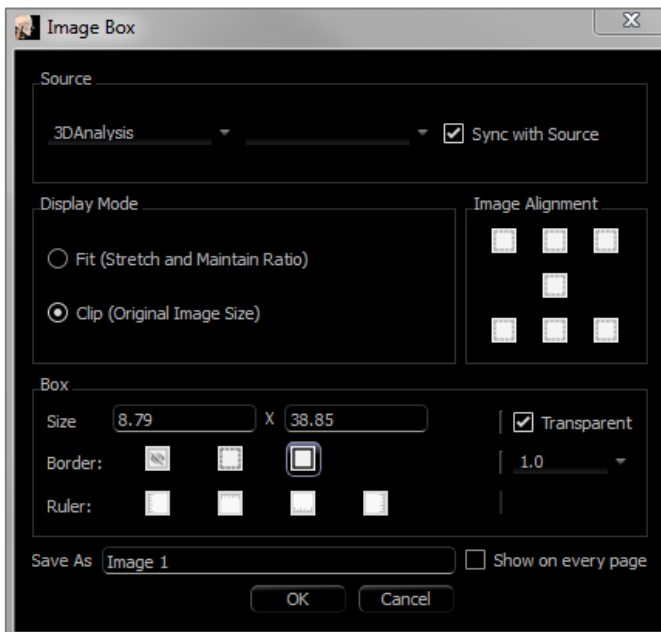 Image Box
Source
3DAnalysis
Sync with Source
Display Mode
Image Alignment
Fit (Stretch and Maintain Ratio)
Clip (Original Image Size)
Box
Size 8.79 X 38.85 Transparent
Border: 1.0
Ruler:
Save As Image 1 Show on every page
OK Cancel